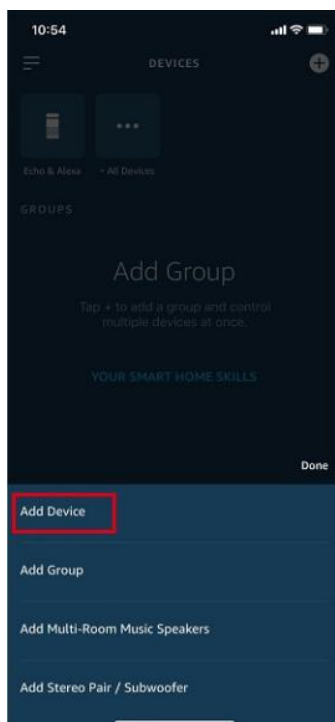 10:54
DEVICES
Echo & Alexa
+ All Devices
GROUPS
Add Group
Tap + to add a group and control
multiple devices at once.
YOUR SMART HOME SKILLS
Done
Add Device
Add Group
Add Multi-Room Music Speakers
Add Stereo Pair / Subwoofer